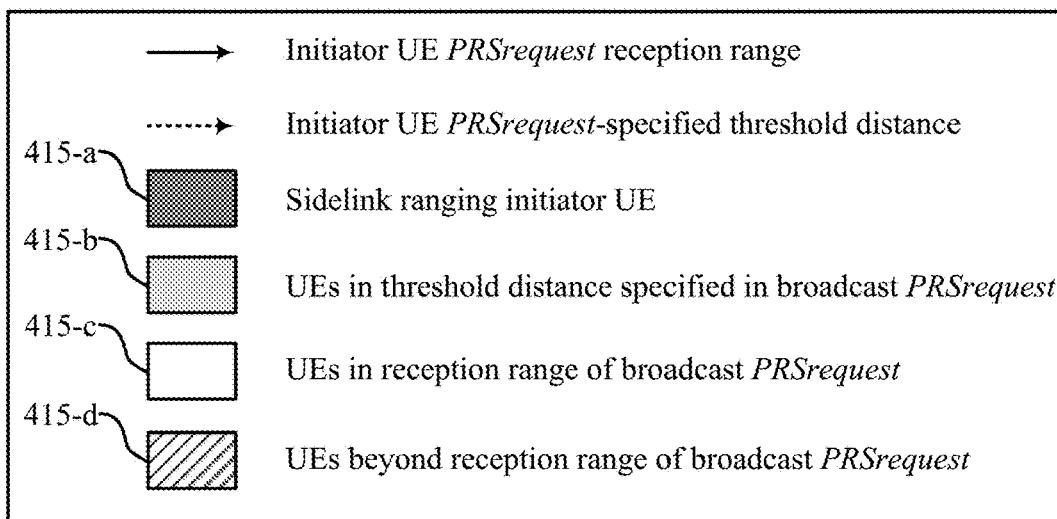 Initiator UE PRSrequest reception range
Initiator UE PRSrequest-specified threshold distance
415-a
Sidelink ranging initiator UE
415-b
UEs in threshold distance specified in broadcast PRSrequest
415-c
UEs in reception range of broadcast PRSrequest
415-d
UEs beyond reception range of broadcast PRSrequest